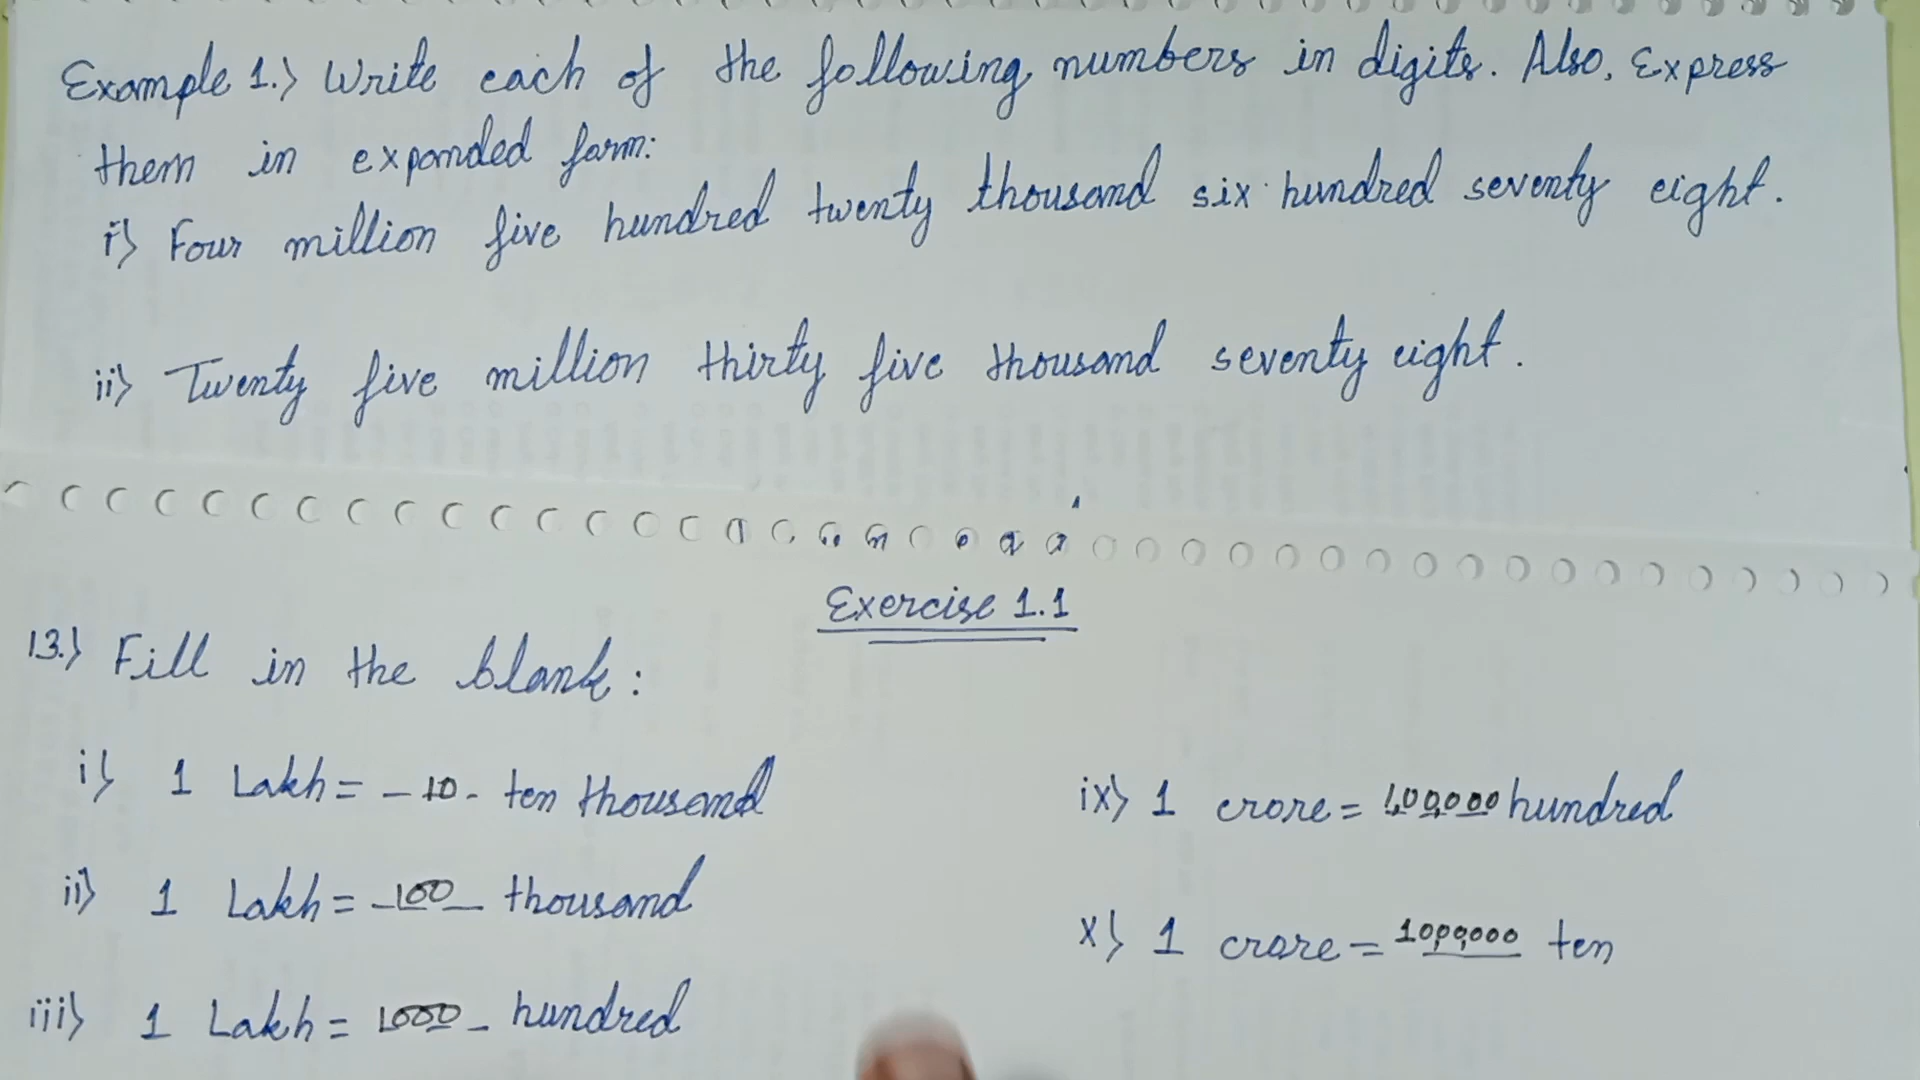 Example 1.) Write each of the following numbers in digits. Also, Express
them in expanded form:
i) Four million five hundred twenty thousand six hundred seventy eight.
ii) Twenty five million thirty five thousand seventy eight.
Exercise 1.1
13.) Fill in the blank:
i) 1 Lakh = _10_ ten thousand
ii) 1 Lakh = _100_ thousand
iii) 1 Lakh = 1000_ hundred
ix) 1 crore = 1,00,000 hundred
x) 1 crore = 1000000 ten